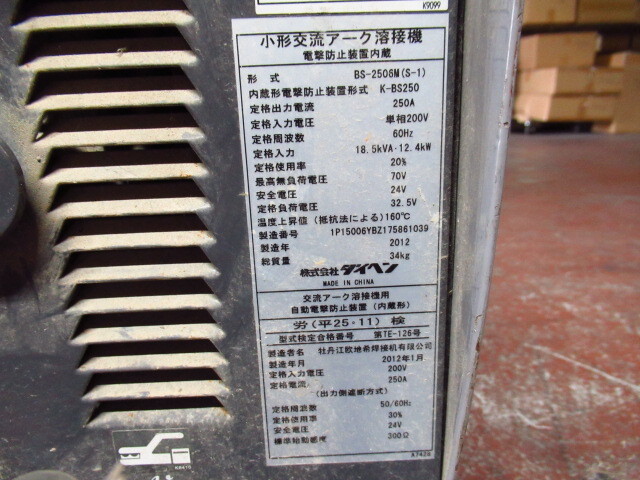 K9099
小形交流アーク溶接機
電撃防止装置内蔵
形式 BS-2506M(S-1)
内蔵形電撃防止装置形式 K-BS250
定格出力電流 250A
定格入力電圧 単相200V
定格周波数 60Hz
定格入力 18.5kVA・12.4kW
定格使用率 20%
最高無負荷電圧 70V
安全電圧 24V
定格負荷電圧 32.5V
温度上昇値(抵抗法による)160℃
製造番号 1P15006YBZ175861039
製造年 2012
総質量 34kg
株式会社ダイヘン
MADE IN CHINA
交流アーク溶接機用
自動電撃防止装置(内蔵形)
労(平25・11)検
型式検定合格番号 第TE-126号
製造者名 牡丹江欧地希焊接机有限公司
製造年月 2012年1月
定格入力電圧 200V
定格電流 250A
(出力側遮断方式)
定格周波数 50/60Hz
定格使用率 30%
安全電圧 24V
標準始動感度 300Ω